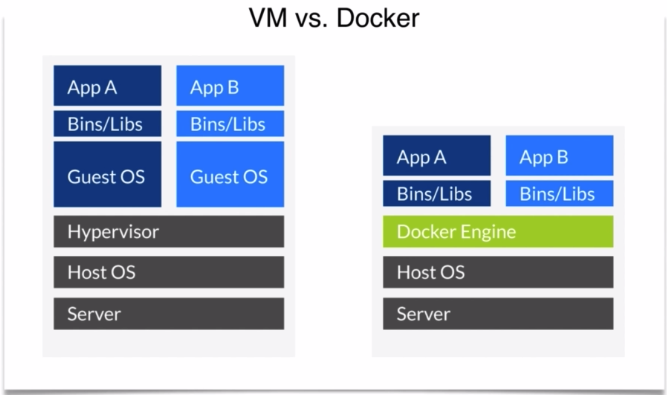 VM vs. Docker
App A
App B
Bins/Libs
Bins/Libs
Guest OS
Guest OS
Hypervisor
Host OS
Server
App A
App B
Bins/Libs
Bins/Libs
Docker Engine
Host OS
Server